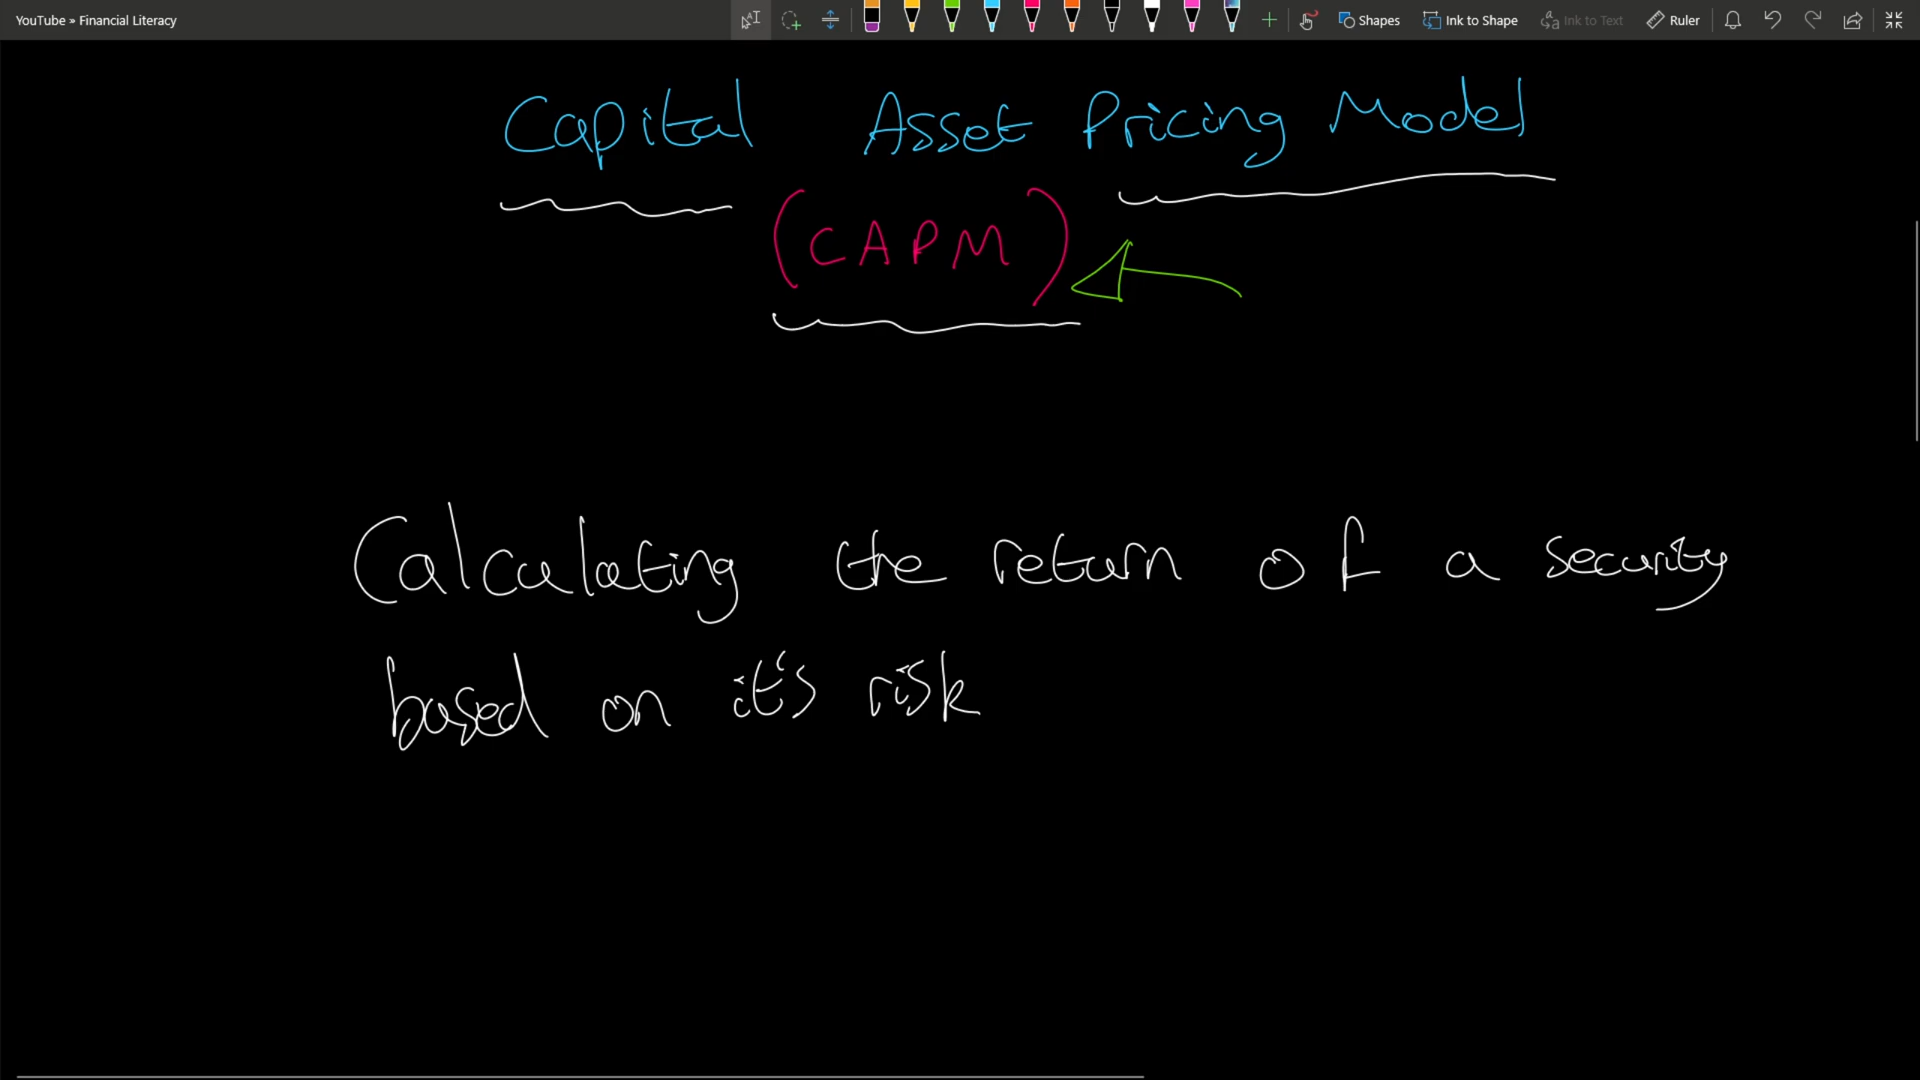 YouTube » Financial Literacy
Shapes Ink to Shape Ink to Text Ruler
Capital Asset Pricing Model
(CAPM)
Calculating the return of a security
based on it's risk